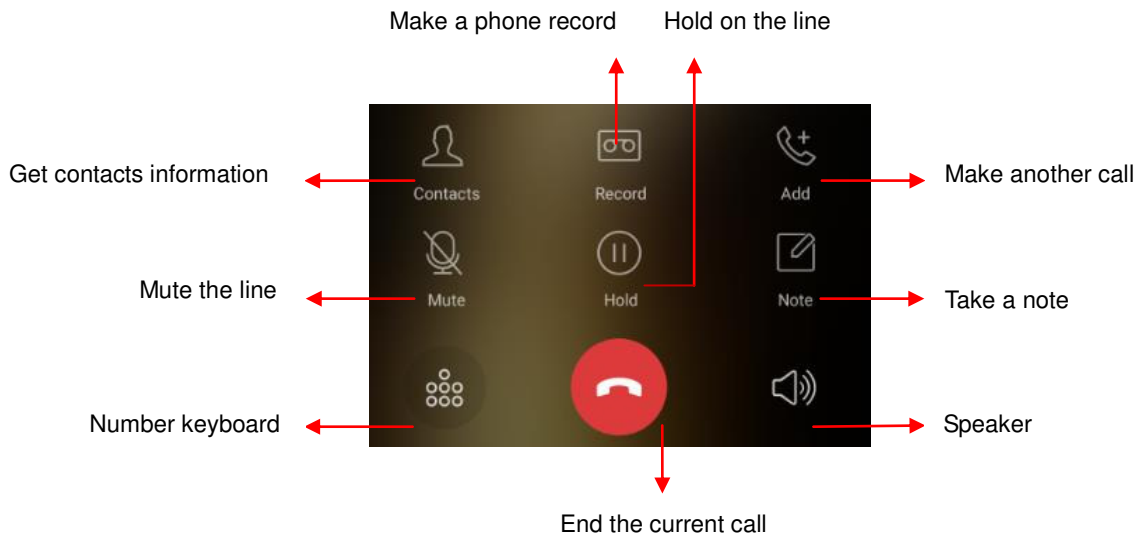 Make a phone record
Hold on the line
Get contacts information
Contacts
Record
Add
Make another call
Mute the line
Mute
Hold
Note
Take a note
Number keyboard
Speaker
End the current call